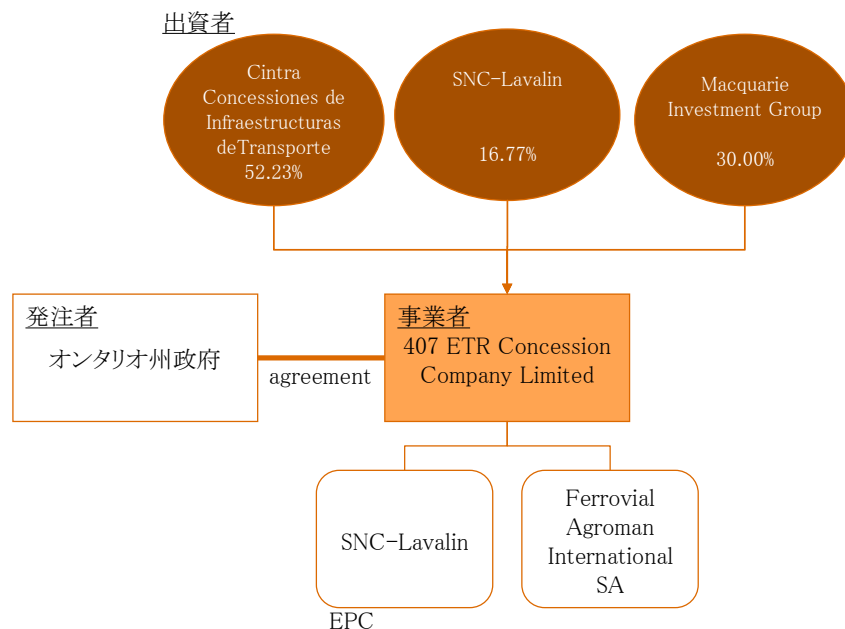 出資者
Cintra
Concessiones de
Infraestructuras
deTransporte
52.23%
SNC-Lavalin
16.77%
Macquarie
Investment Group
30.00%
発注者
オンタリオ州政府
agreement
事業者
407 ETR Concession
Company Limited
SNC-Lavalin
Ferrovial
Agroman
International
SA
EPC